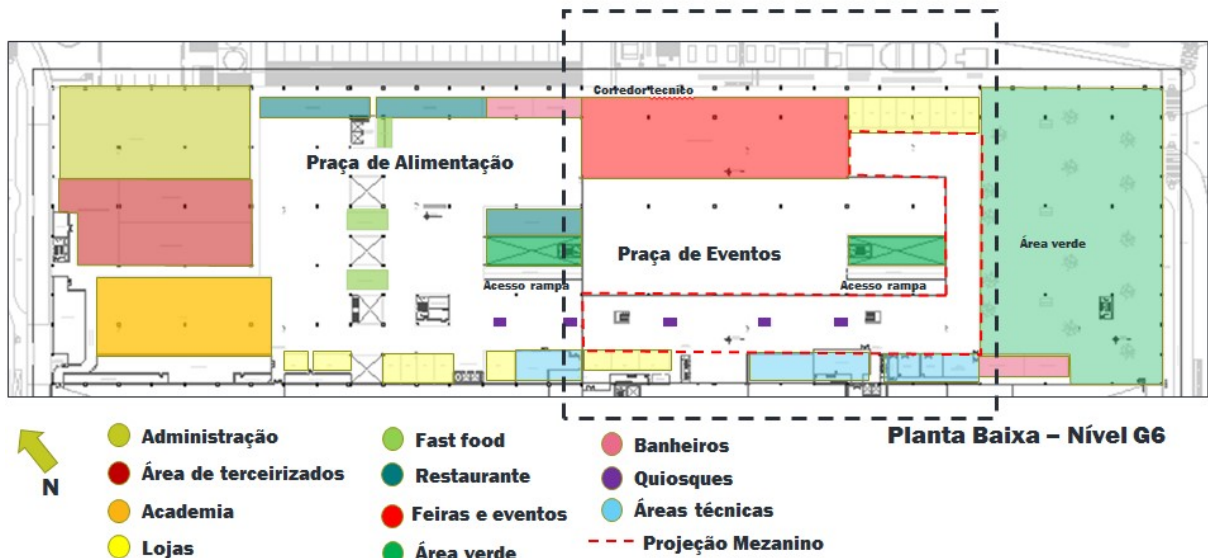 Corredor tecnico
Praça de Alimentação
Praça de Eventos
Área verde
Acesso rampa
Acesso rampa
Planta Baixa – Nível G6
N
Administração
Área de terceirizados
Academia
Lojas
Fast food
Restaurante
Feiras e eventos
Área verde
Banheiros
Quiosques
Áreas técnicas
Projeção Mezanino